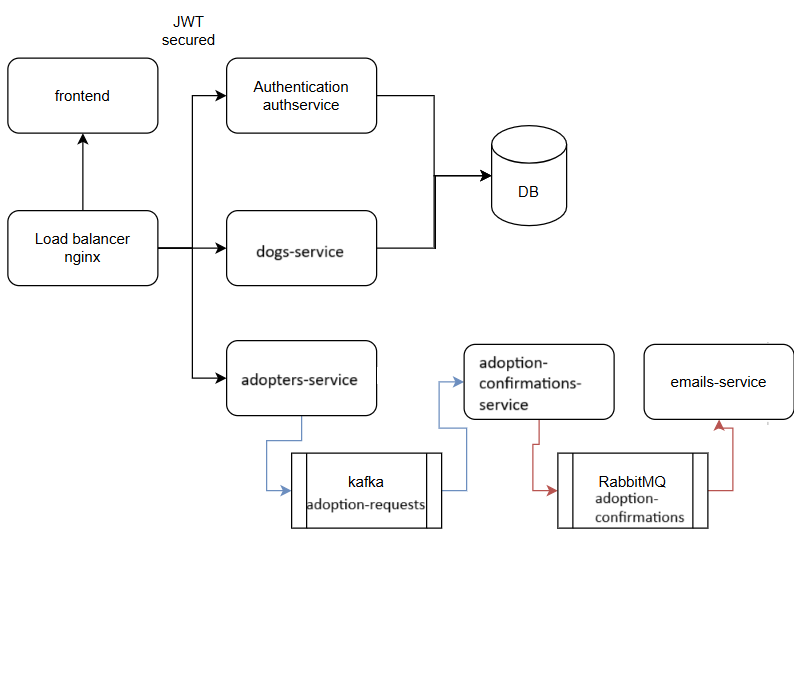 JWT
secured
frontend
Authentication
authservice
DB
Load balancer
nginx
dogs-service
adopters-service
adoption-
confirmations-
service
emails-service
kafka
adoption-requests
RabbitMQ
adoption-
confirmations